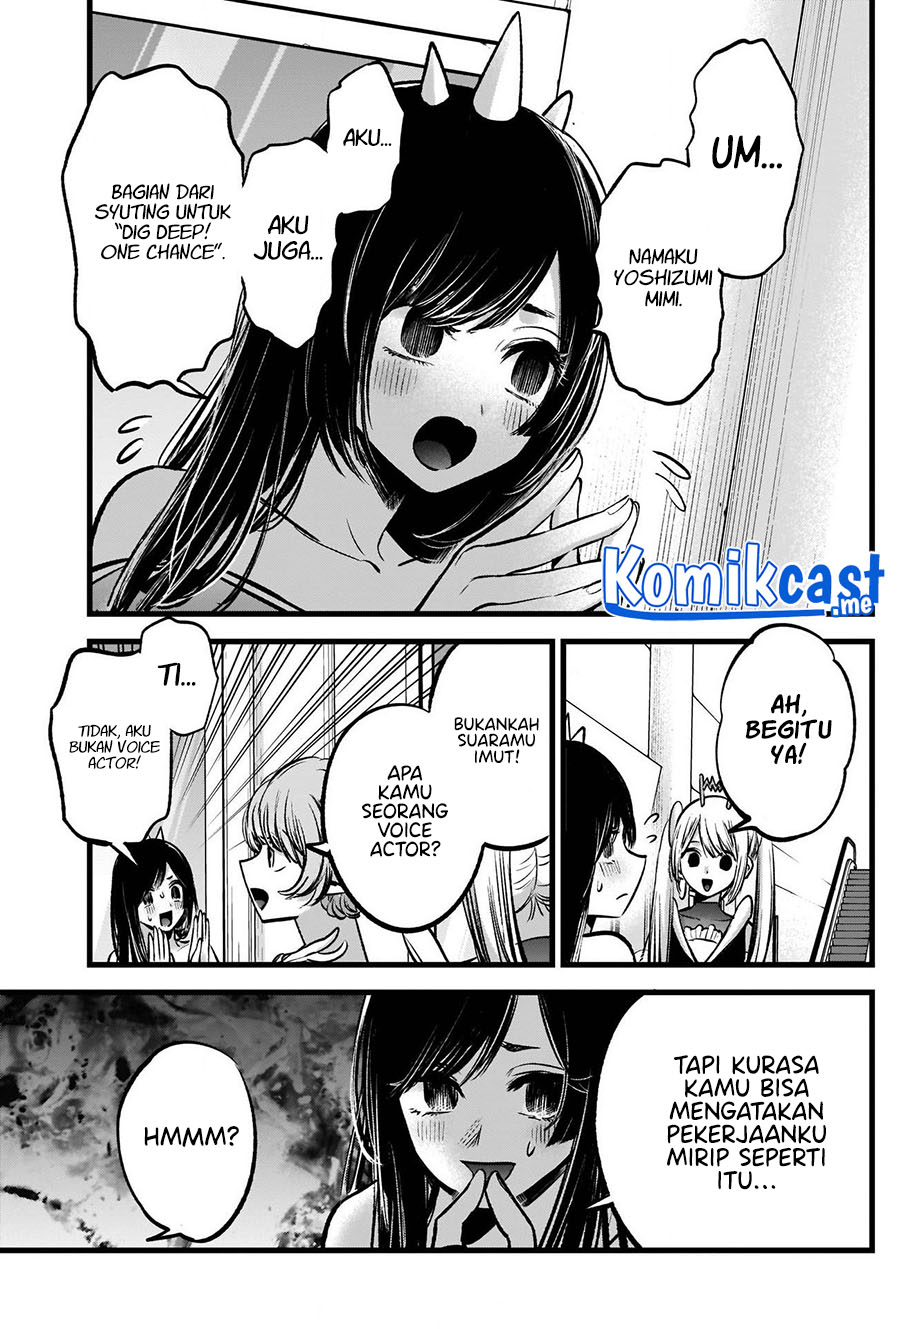 UM...
NAMAKU
YOSHIZUMI
MIMI.
AKU...
AKU
JUGA...
BAGIAN DARI
SYUTING UNTUK
"DIG DEEP!
ONE CHANCE".
Komikcast
.me
AH,
BEGITU
YA!
BUKANKAH
SUARAMU
IMUT!
APA
KAMU
SEORANG
VOICE
ACTOR?
TI...
TIDAK, AKU
BUKAN VOICE
ACTOR!
TAPI KURASA
KAMU BISA
MENGATAKAN
PEKERJAANKU
MIRIP SEPERTI
ITU...
HMMM?